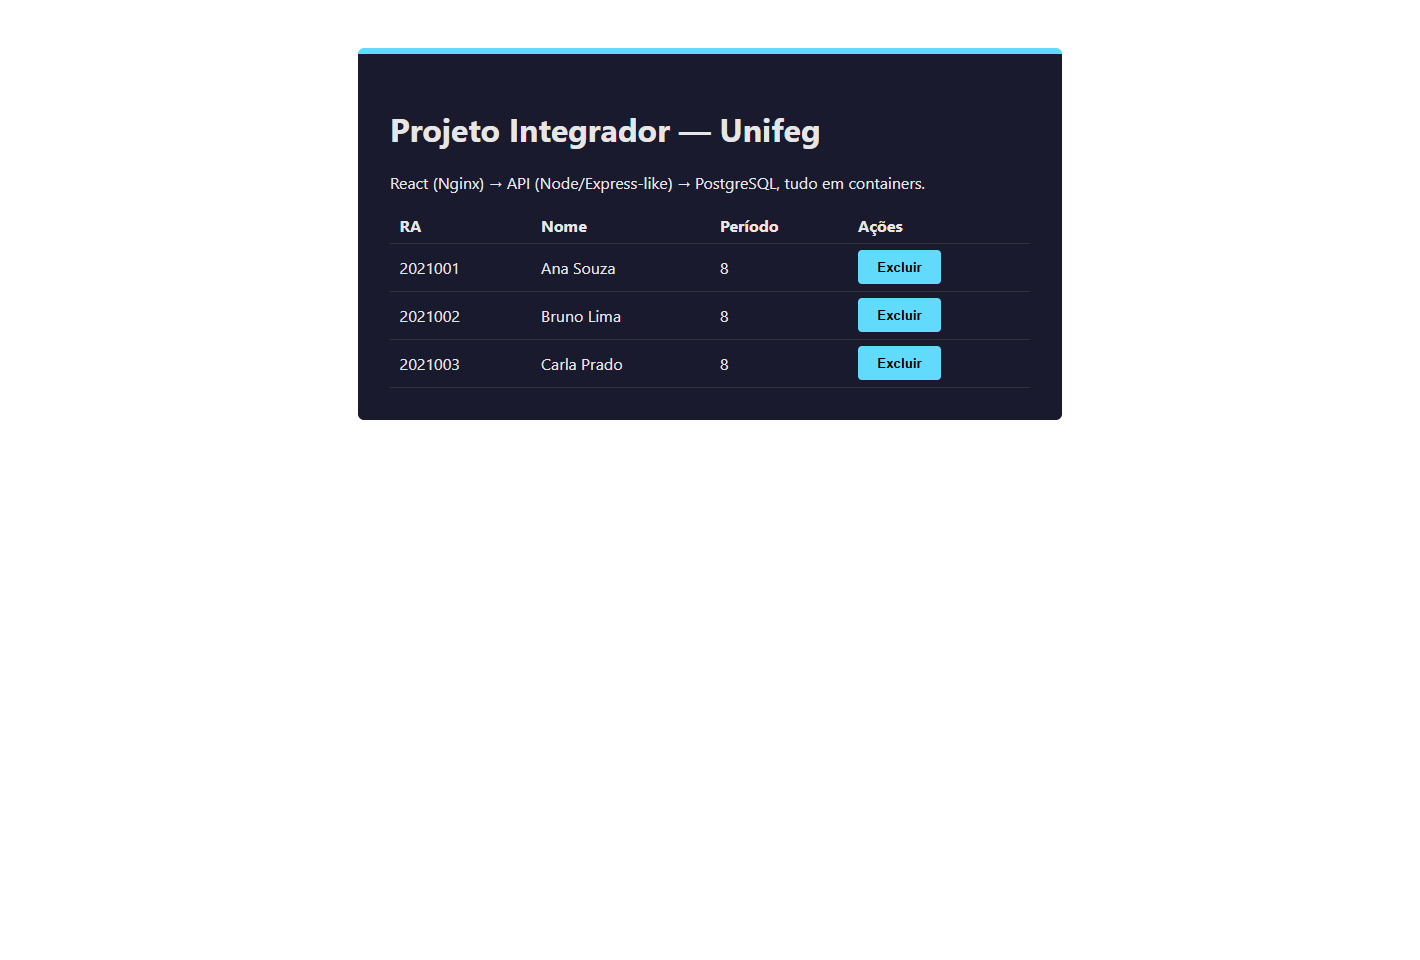 Projeto Integrador — Unifeg
React (Nginx) → API (Node/Express-like) → PostgreSQL, tudo em containers.
RA Nome Período Ações
2021001 Ana Souza 8 Excluir
2021002 Bruno Lima 8 Excluir
2021003 Carla Prado 8 Excluir